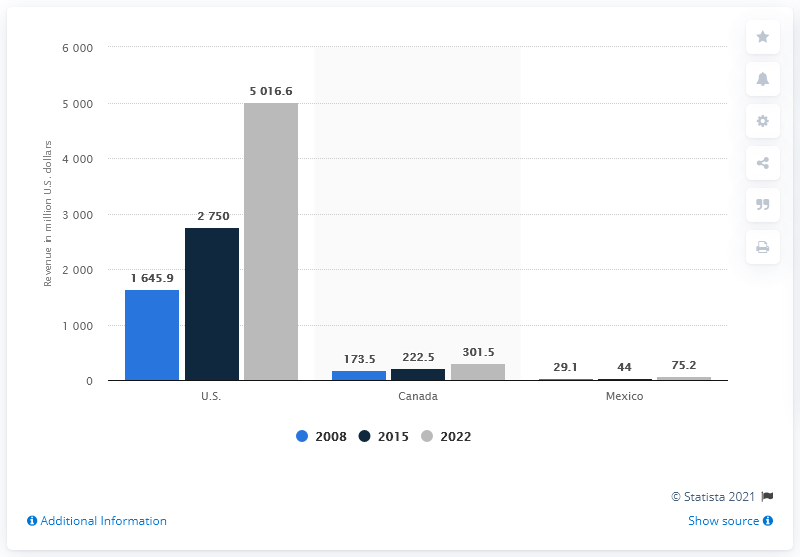 6 000
5 000
4 000
3 000
2 000
1 000
0
Revenue in million U.S. dollars
1 645.9
2 750
5 016.6
173.5
222.5
301.5
29.1
44
75.2
U.S.
Canada
Mexico
2008
2015
2022
© Statista 2021
Additional Information
Show source